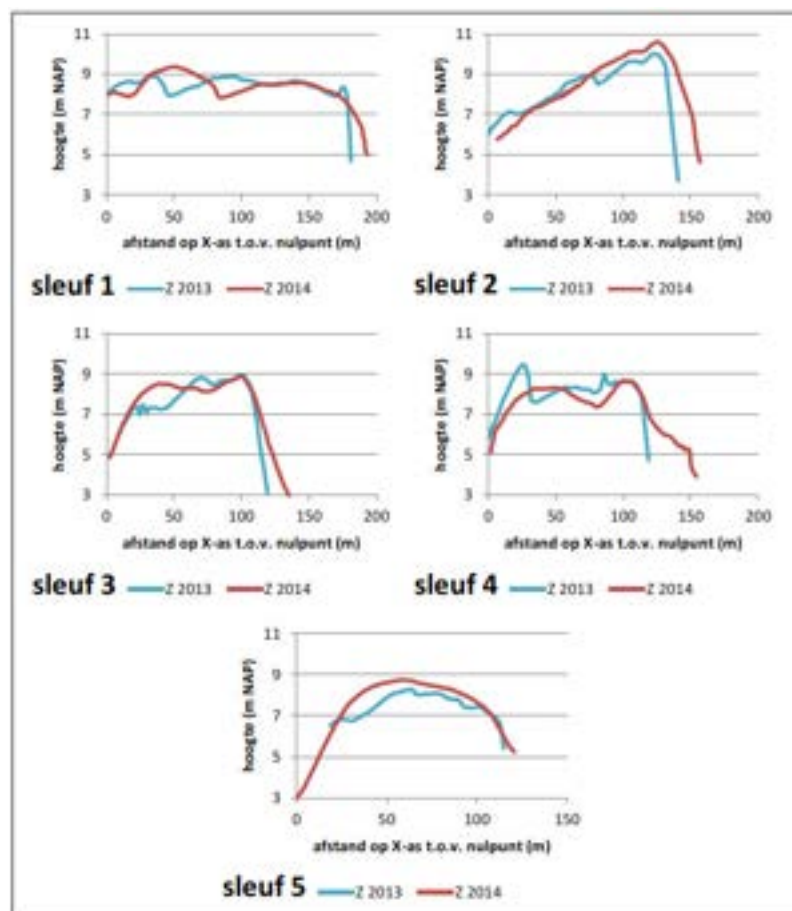 11
9
7
5
3
hoogte (m NAP)
0 50 100 150 200
afstand op X-as t.o.v. nulpunt (m)
sleuf 1 Z 2013 Z 2014
11
9
7
5
3
hoogte (m NAP)
0 50 100 150 200
afstand op X-as t.o.v. nulpunt (m)
sleuf 2 Z 2013 Z 2014
11
9
7
5
3
hoogte (m NAP)
0 50 100 150 200
afstand op X-as t.o.v. nulpunt (m)
sleuf 3 Z 2013 Z 2014
11
9
7
5
3
hoogte (m NAP)
0 50 100 150 200
afstand op X-as t.o.v. nulpunt (m)
sleuf 4 Z 2013 Z 2014
11
9
7
5
3
hoogte (m NAP)
0 50 100 150
afstand op X-as t.o.v. nulpunt (m)
sleuf 5 Z 2013 Z 2014